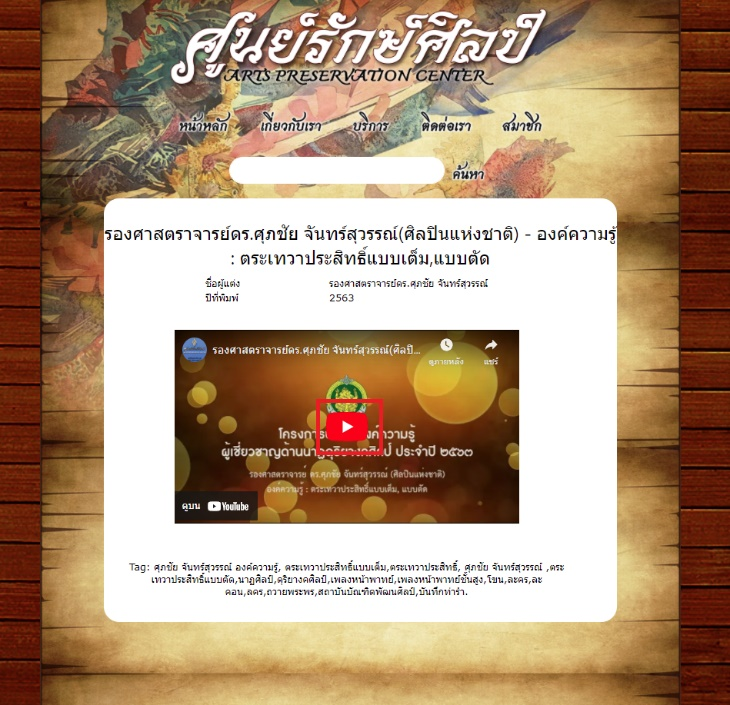 ศูนย์รักษ์ศิลป์
ARTS PRESERVATION CENTER
หน้าหลัก เกี่ยวกับเรา บริการ ติดต่อเรา สมาชิก
ค้นหา
รองศาสตราจารย์ดร.ศุภชัย จันทร์สุวรรณ์(ศิลปินแห่งชาติ) - องค์ความรู้
: ตระเทวาประสิทธิ์แบบเต็ม,แบบตัด
ชื่อผู้แต่ง รองศาสตราจารย์ดร.ศุภชัย จันทร์สุวรรณ์
ปีที่พิมพ์ 2563
รองศาสตราจารย์ดร.ศุภชัย จันทร์สุวรรณ์(ศิลปิ...
ดูภายหลัง แชร์
องค์ความรู้
ผู้เชี่ยวชาญด้านนาฏดุริยางคศิลป์ ประจำปี ๒๕๖๓
รองศาสตราจารย์ ดร.ศุภชัย จันทร์สุวรรณ์ (ศิลปินแห่งชาติ)
องค์ความรู้ : ตระเทวาประสิทธิ์แบบเต็ม, แบบตัด
ดูบน YouTube
Tag: ศุภชัย จันทร์สุวรรณ์ องค์ความรู้, ตระเทวาประสิทธิ์แบบเต็ม,ตระเทวาประสิทธิ์, ศุภชัย จันทร์สุวรรณ์ ,ตระ
เทวาประสิทธิ์แบบตัด,นาฏศิลป์,ดุริยางคศิลป์,เพลงหน้าพาทย์,เพลงหน้าพาทย์ชั้นสูง,โขน,ละคร,ละ
คอน,ลคร,ถวายพระพร,สถาบันบัณฑิตพัฒนศิลป์,บันทึกท่ารำ.